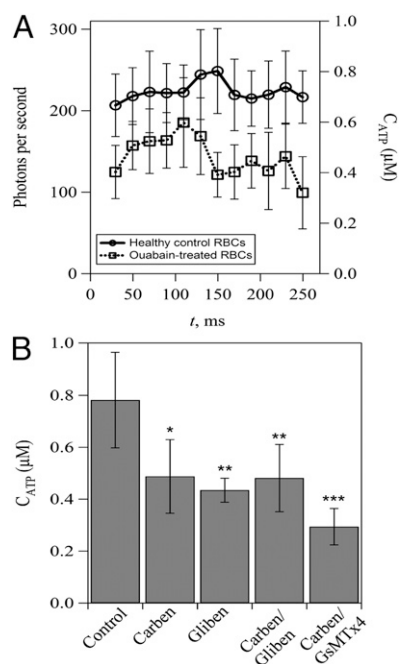 A
300
200
100
0
Photons per second
1.0
0.8
0.6
0.4
0.2
0.0
C_ATP (μM)
Healthy control RBCs
Ouabain-treated RBCs
0 50 100 150 200 250
t, ms
B
1.0
0.8
0.6
0.4
0.2
0.0
C_ATP (μM)
* ** ** ***
Control
Carben
Gliben
Carben/
Gliben
Carben/
GsMTx4